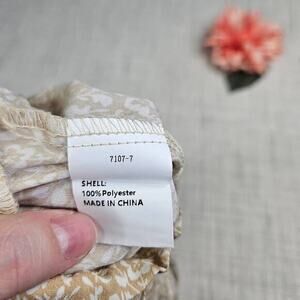 7107-7
SHELL:
100%Polyester
MADE IN CHINA